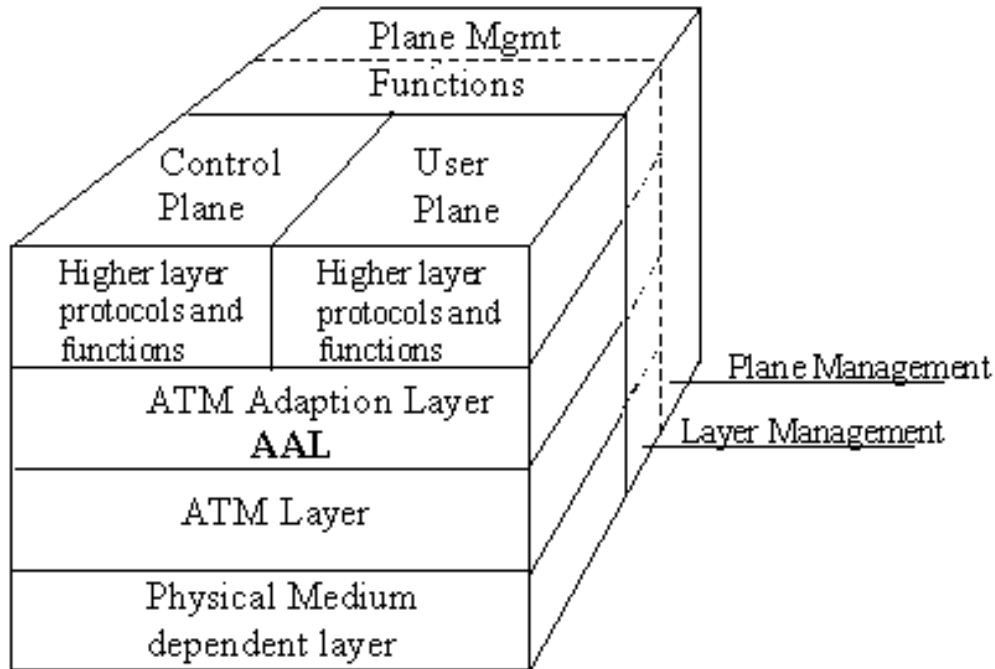 Plane Mgmt
Functions
Control
Plane
User
Plane
Higher layer
protocols and
functions
Higher layer
protocols and
functions
ATM Adaption Layer
AAL
ATM Layer
Physical Medium
dependent layer
Plane Management
Layer Management